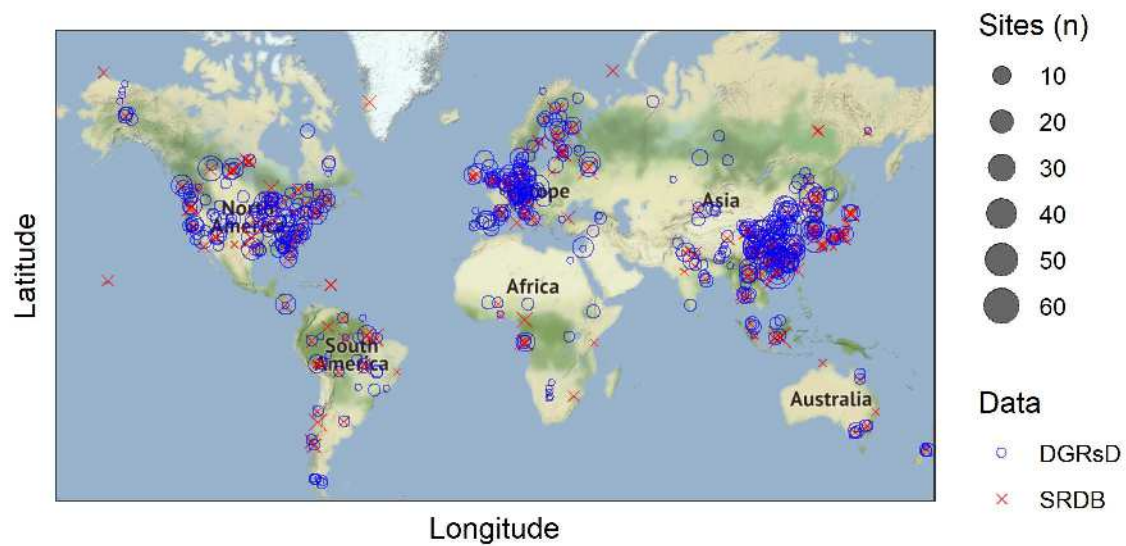 Sites (n)
10
20
30
40
50
60
Latitude
North
America
Europe
Asia
Africa
South
America
Australia
Data
DGRsD
SRDB
Longitude